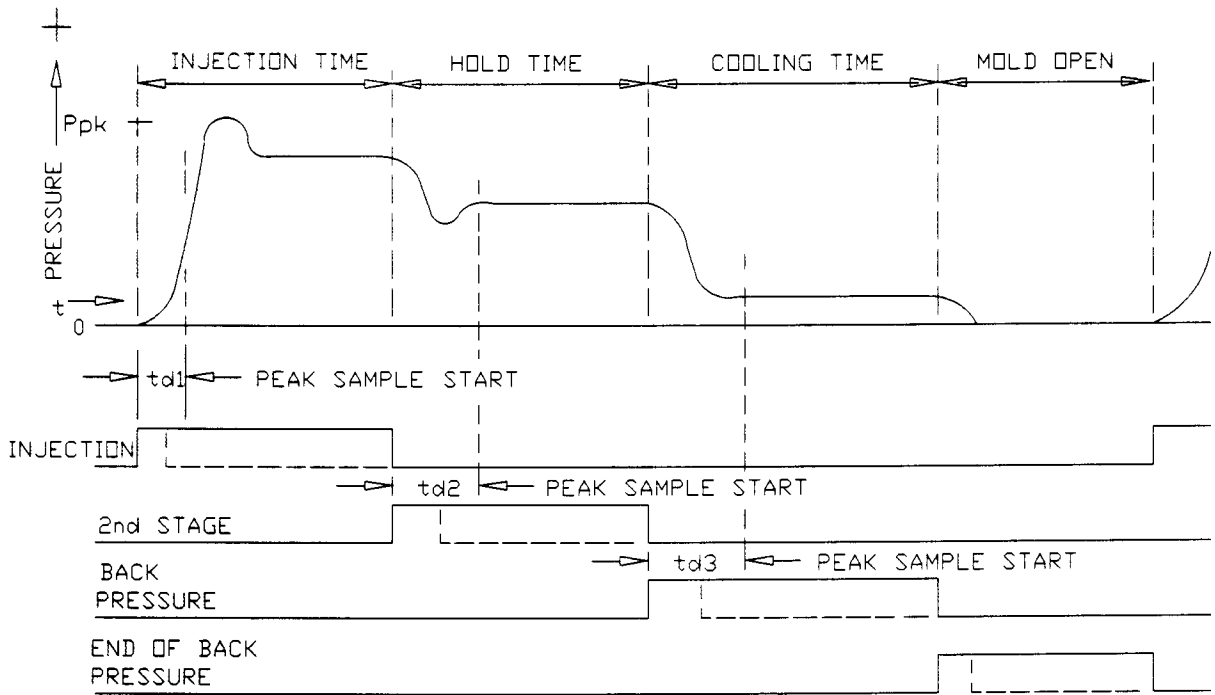 +
INJECTION TIME
HOLD TIME
COOLING TIME
MOLD OPEN
Ppk
PRESSURE
t
0
td1
PEAK SAMPLE START
INJECTION
td2
PEAK SAMPLE START
2nd STAGE
td3
PEAK SAMPLE START
BACK
PRESSURE
END OF BACK
PRESSURE